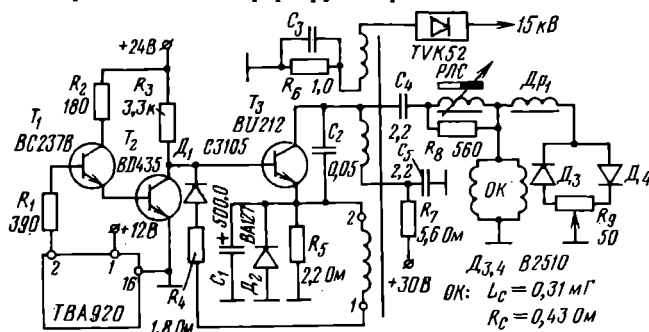 C₃
R₆
1,0
TVK52
15кВ
+24В
R₂
180
R₃
3,3к
T₁
BC237B
T₂
BD435
Д₁
C3105
T₃
BU212
C₂
0,05
C₄
2,2
РЛС
R₈
560
Др₁
C₅
2,2
ОК
Д₃
Д₄
R₉
50
R₁
390
+12В
2
1
16
TBA920
R₄
1,8 Ом
C₁
+
500,0
Д₂
R₅
2,2 Ом
2
1
R₇
5,6 Ом
+30В
Д₃,₄ B2510
ОК: L_C = 0,31 мГ
R_C = 0,43 Ом